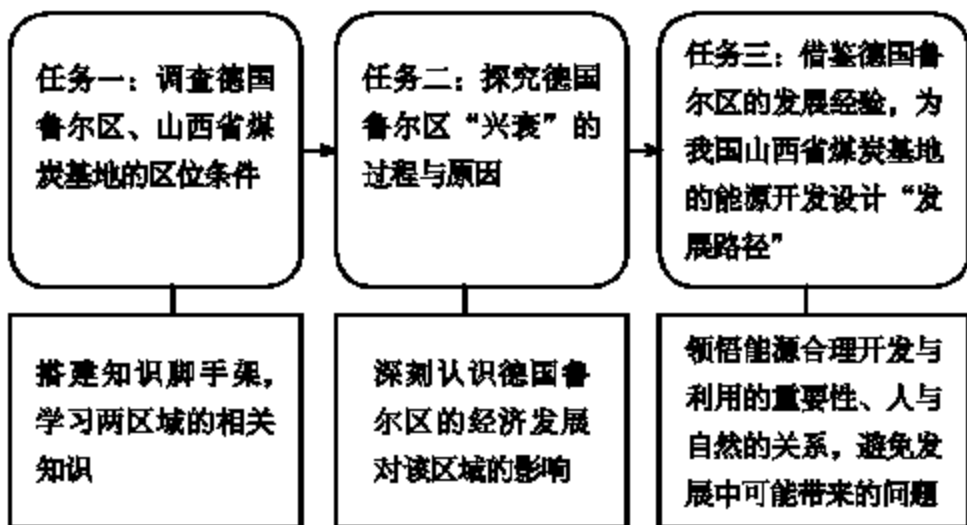 任务一：调查德国
鲁尔区、山西省煤
炭基地的区位条件
任务二：探究德国
鲁尔区“兴衰”的
过程与原因
任务三：借鉴德国鲁
尔区的发展经验，为
我国山西省煤炭基地
的能源开发设计“发
展路径”
搭建知识脚手架，
学习两区域的相关
知识
深刻认识德国鲁
尔区的经济发展
对该区域的影响
领悟能源合理开发与
利用的重要性、人与
自然的关系，避免发
展中可能带来的问题